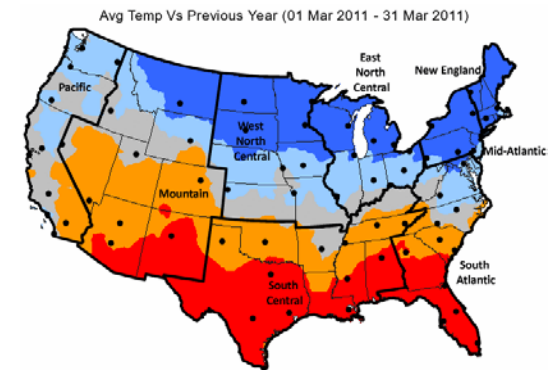 Avg Temp Vs Previous Year (01 Mar 2011 - 31 Mar 2011)
East
North
Central
New England
Pacific
West
North
Central
Mid-Atlantic
Mountain
South
Atlantic
South
Central